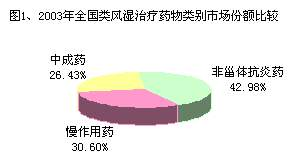 图1、2003年全国类风湿治疗药物类别市场份额比较
中成药
26.43%
非甾体抗炎药
42.98%
慢作用药
30.60%